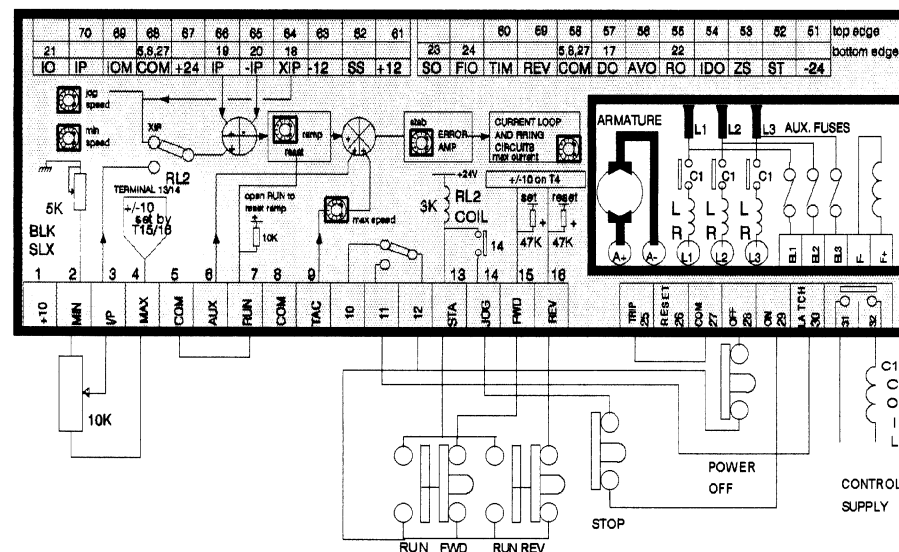 70 69 68 67 66 65 64 63 62 61 60 59 58 57 56 55 54 53 52 51 top edge
21 5,8,27 19 20 18 23 24 5,8,27 17 22 bottom edge
IO IP IOM COM +24 IP -IP XIP -12 SS +12 SO FIO TIM REV COM DO AVO RO IDO ZS ST -24
jog speed
min speed
XIP
RL2
ramp
reset
stab
ERROR AMP
CURRENT LOOP
AND FIRING
CIRCUITS
max current
ARMATURE
L1 L2 L3 AUX. FUSES
C1 C1 C1
L L L
R R R
A+ A- L1 L2 L3 B.1 B.2 B.3 F- F+
5K
BLK
SLX
TERMINAL 13/14
+/-10
set by
T15/16
open RUN to
reset ramp
10K
max speed
+24V
3K
RL2
COIL
14
+/-10 on T4
set reset
47K 47K
1 2 3 4 5 6 7 8 9 13 14 15 16
+10 MIN I/P MAX COM AUX RUN COM TAC 10 11 12 STA JOG FWD REV
TRIP 25 RESET 26 COM 27 OFF 28 ON 29 LATCH 30 31 32
10K
RUN FWD
RUN REV
STOP
POWER
OFF
C1
COIL
CONTROL
SUPPLY